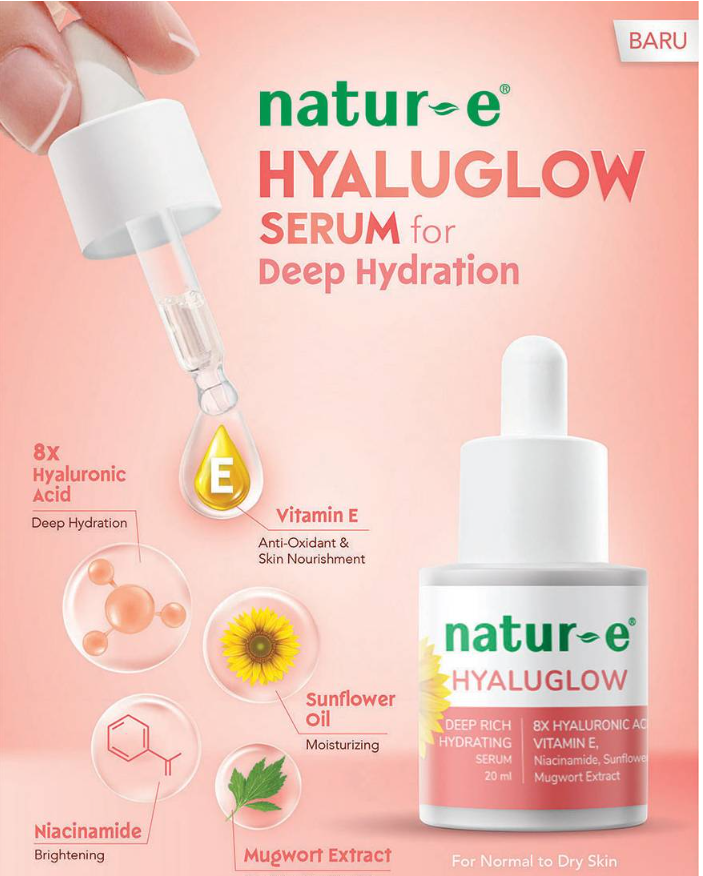 BARU
natur-e®
HYALUGLOW
SERUM for
Deep Hydration
8x
Hyaluronic
Acid
Deep Hydration
E
Vitamin E
Anti-Oxidant &
Skin Nourishment
Sunflower
Oil
Moisturizing
Niacinamide
Brightening
Mugwort Extract
natur-e®
HYALUGLOW
DEEP RICH
HYDRATING
SERUM
20 ml
8X HYALURONIC
VITAMIN E,
Niacinamide,
Mugwort Extract
For Normal to Dry Skin